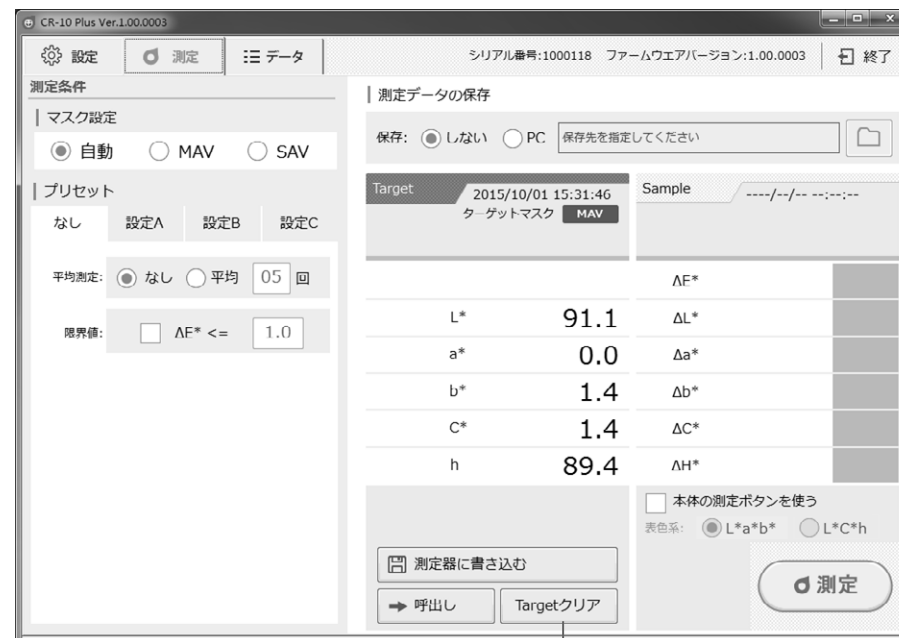 CR-10 Plus Ver.1.00.0003
設定 測定 データ シリアル番号:1000118 ファームウエアバージョン:1.00.0003 終了
測定条件
マスク設定
自動 MAV SAV
プリセット
なし 設定A 設定B 設定C
平均測定: なし 平均 05 回
限界値: ΔE* <= 1.0
測定データの保存
保存: しない PC 保存先を指定してください
Target 2015/10/01 15:31:46
ターゲットマスク MAV
L* 91.1
a* 0.0
b* 1.4
C* 1.4
h 89.4
測定器に書き込む
呼出し Targetクリア
Sample ----/--/-- --:--:--
ΔE*
ΔL*
Δa*
Δb*
ΔC*
ΔH*
本体の測定ボタンを使う
表色系: L*a*b* L*C*h
測定